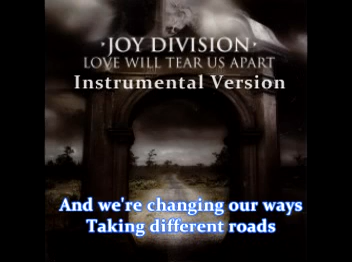 ·JOY DIVISION·
LOVE WILL TEAR US APART
Instrumental Version
And we're changing our ways
Taking different roads